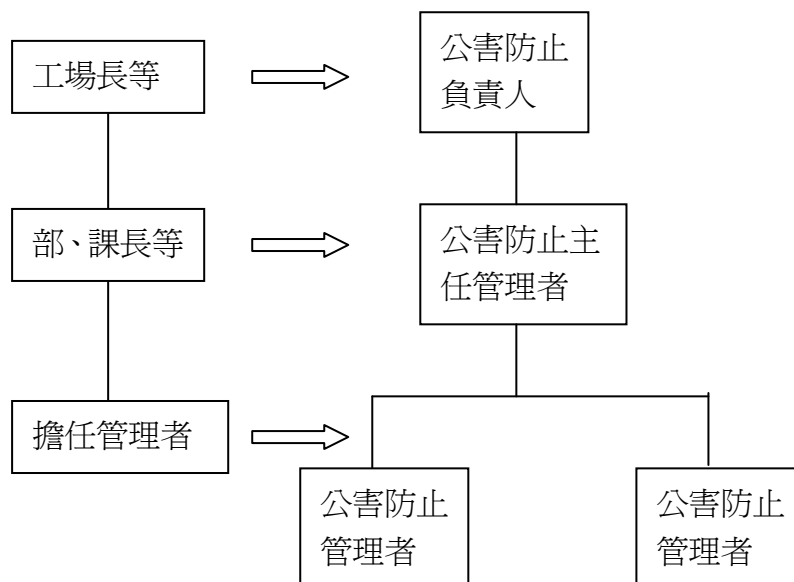 工場長等
公害防止
負責人
部、課長等
公害防止主
任管理者
擔任管理者
公害防止
管理者
公害防止
管理者